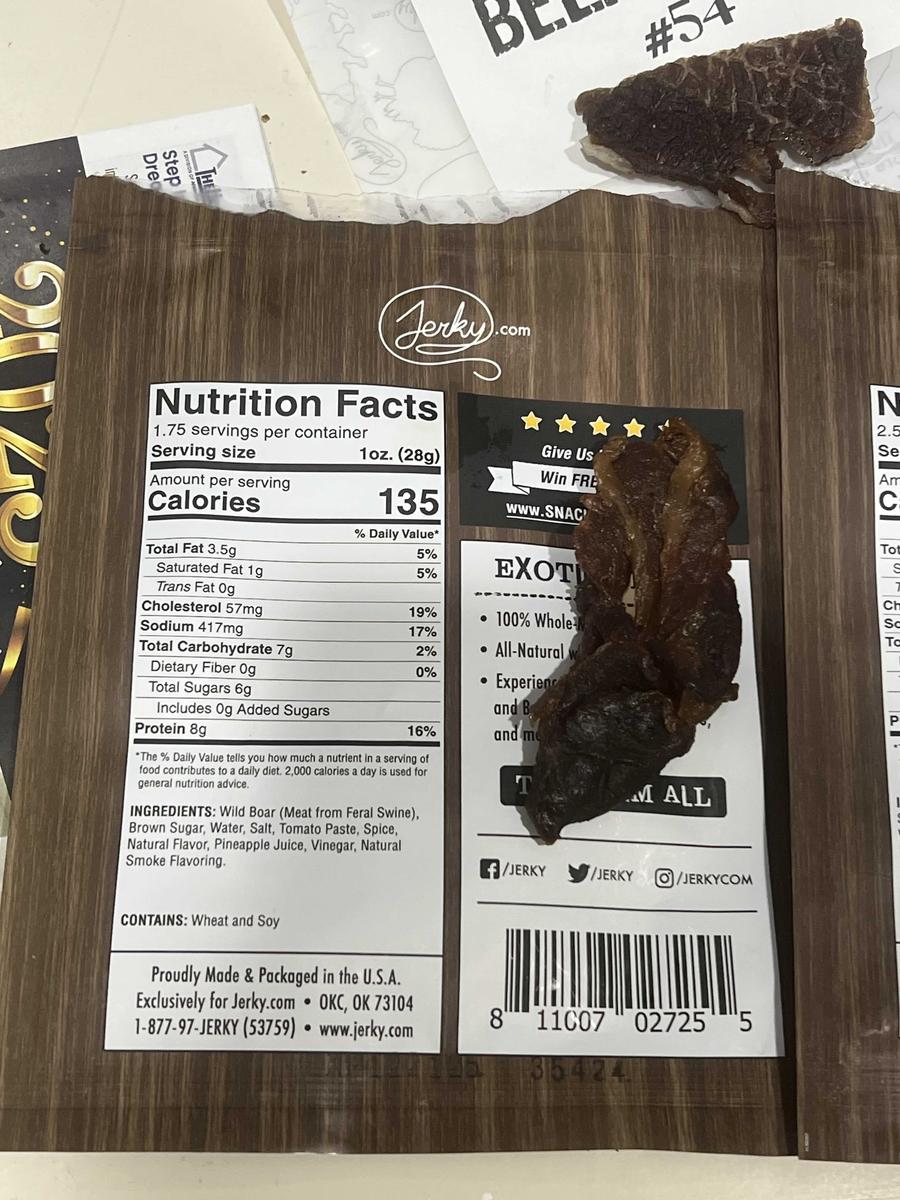 #54
Jerky.com
Nutrition Facts
1.75 servings per container
Serving size 1oz. (28g)
Amount per serving
Calories 135
% Daily Value*
Total Fat 3.5g 5%
Saturated Fat 1g 5%
Trans Fat 0g
Cholesterol 57mg 19%
Sodium 417mg 17%
Total Carbohydrate 7g 2%
Dietary Fiber 0g 0%
Total Sugars 6g
Includes 0g Added Sugars
Protein 8g 16%
*The % Daily Value tells you how much a nutrient in a serving of
food contributes to a daily diet. 2,000 calories a day is used for
general nutrition advice.
INGREDIENTS: Wild Boar (Meat from Feral Swine),
Brown Sugar, Water, Salt, Tomato Paste, Spice,
Natural Flavor, Pineapple Juice, Vinegar, Natural
Smoke Flavoring.
CONTAINS: Wheat and Soy
Proudly Made & Packaged in the U.S.A.
Exclusively for Jerky.com • OKC, OK 73104
1-877-97-JERKY (53759) • www.jerky.com
Give Us
Win
www.
• 100%
• All-Natural
•
and
and
ALL
/JERKY /JERKY /JERKYCOM
8 11007 02725 5
35424